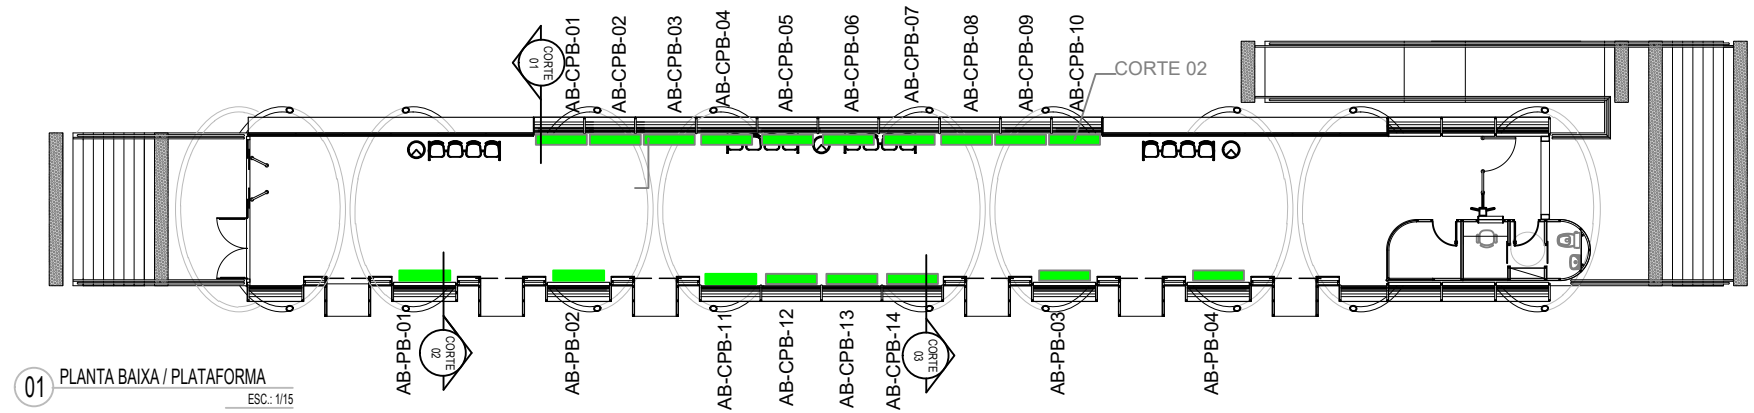 AB-CPB-01
AB-CPB-02
AB-CPB-03
AB-CPB-04
AB-CPB-05
AB-CPB-06
AB-CPB-07
AB-CPB-08
AB-CPB-09
AB-CPB-10
CORTE
01
CORTE 02
AB-PB-01
CORTE
02
AB-PB-02
AB-CPB-11
AB-CPB-12
AB-CPB-13
AB-CPB-14
CORTE
03
AB-PB-03
AB-PB-04
01
PLANTA BAIXA / PLATAFORMA
ESC.: 1/15